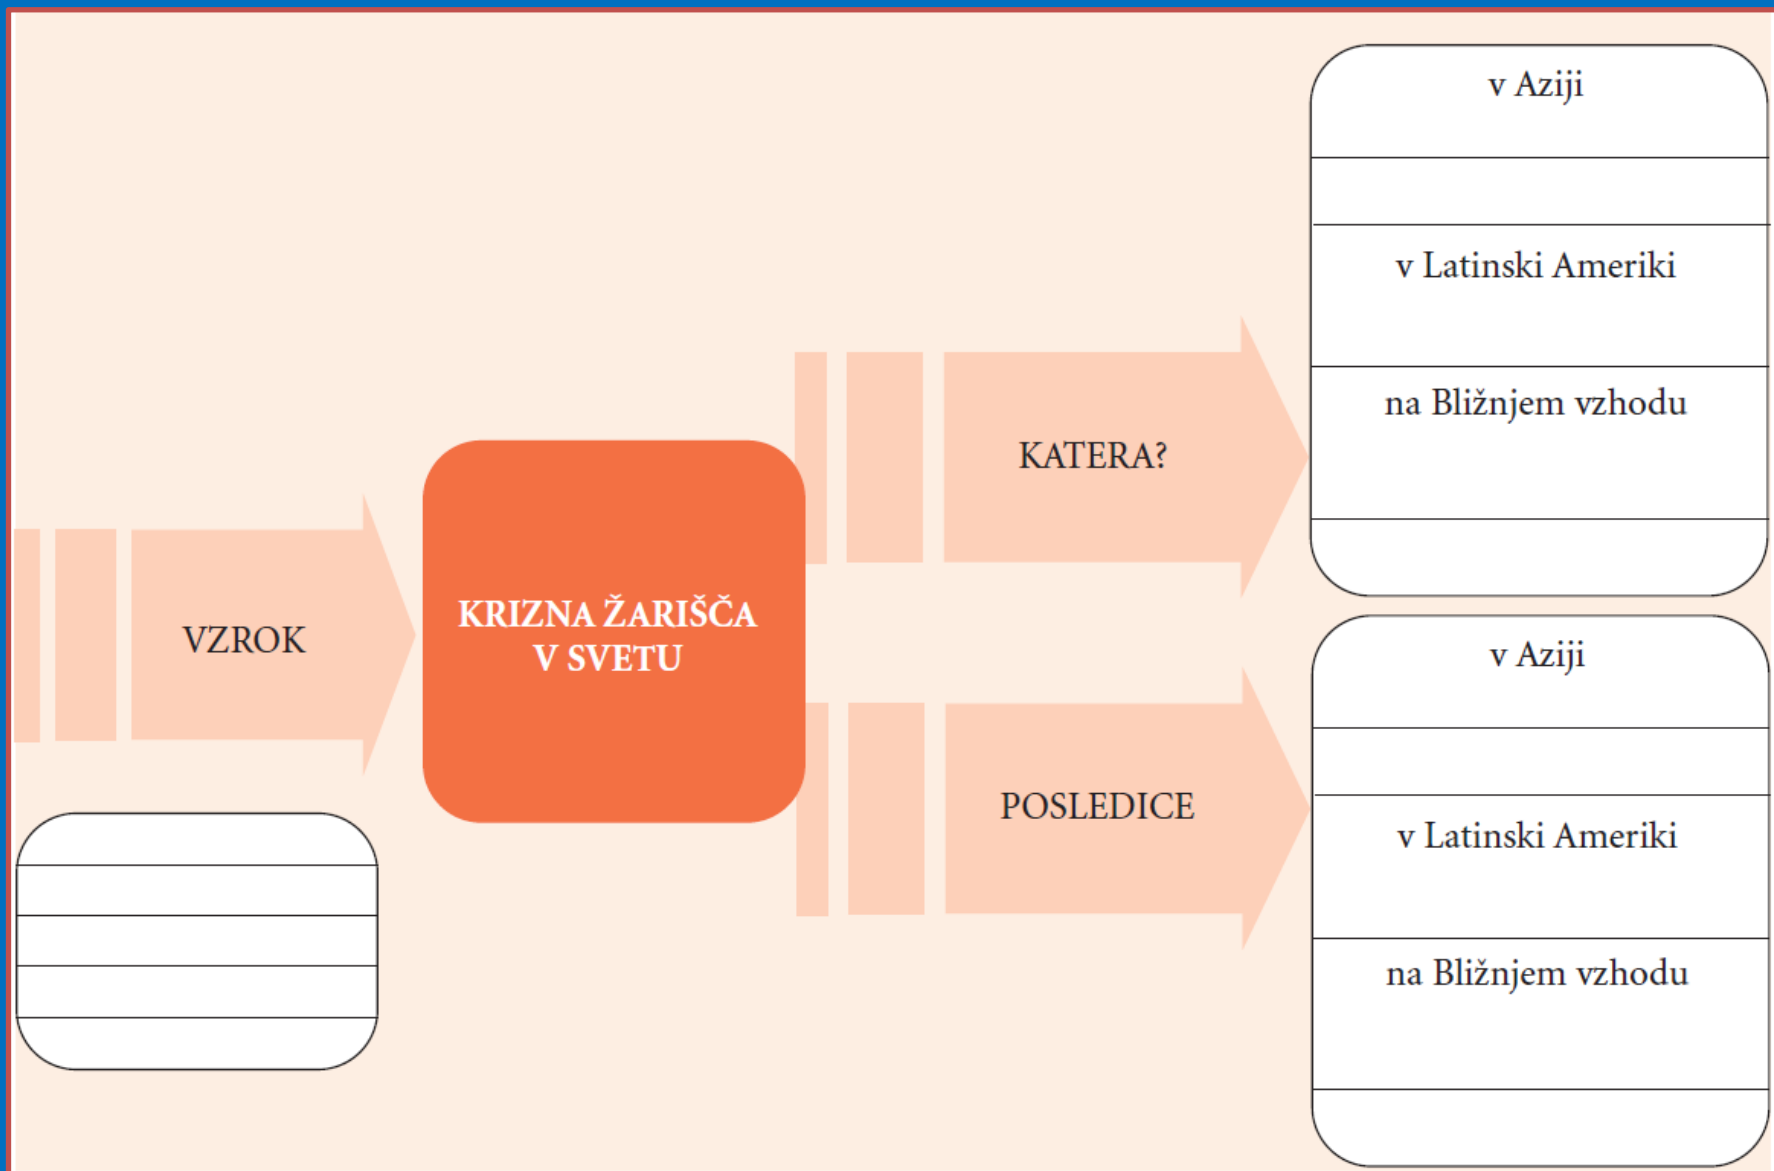 VZROK
KRIZNA ŽARIŠČA
V SVETU
KATERA?
v Aziji
v Latinski Ameriki
na Bližnjem vzhodu
POSLEDICE
v Aziji
v Latinski Ameriki
na Bližnjem vzhodu